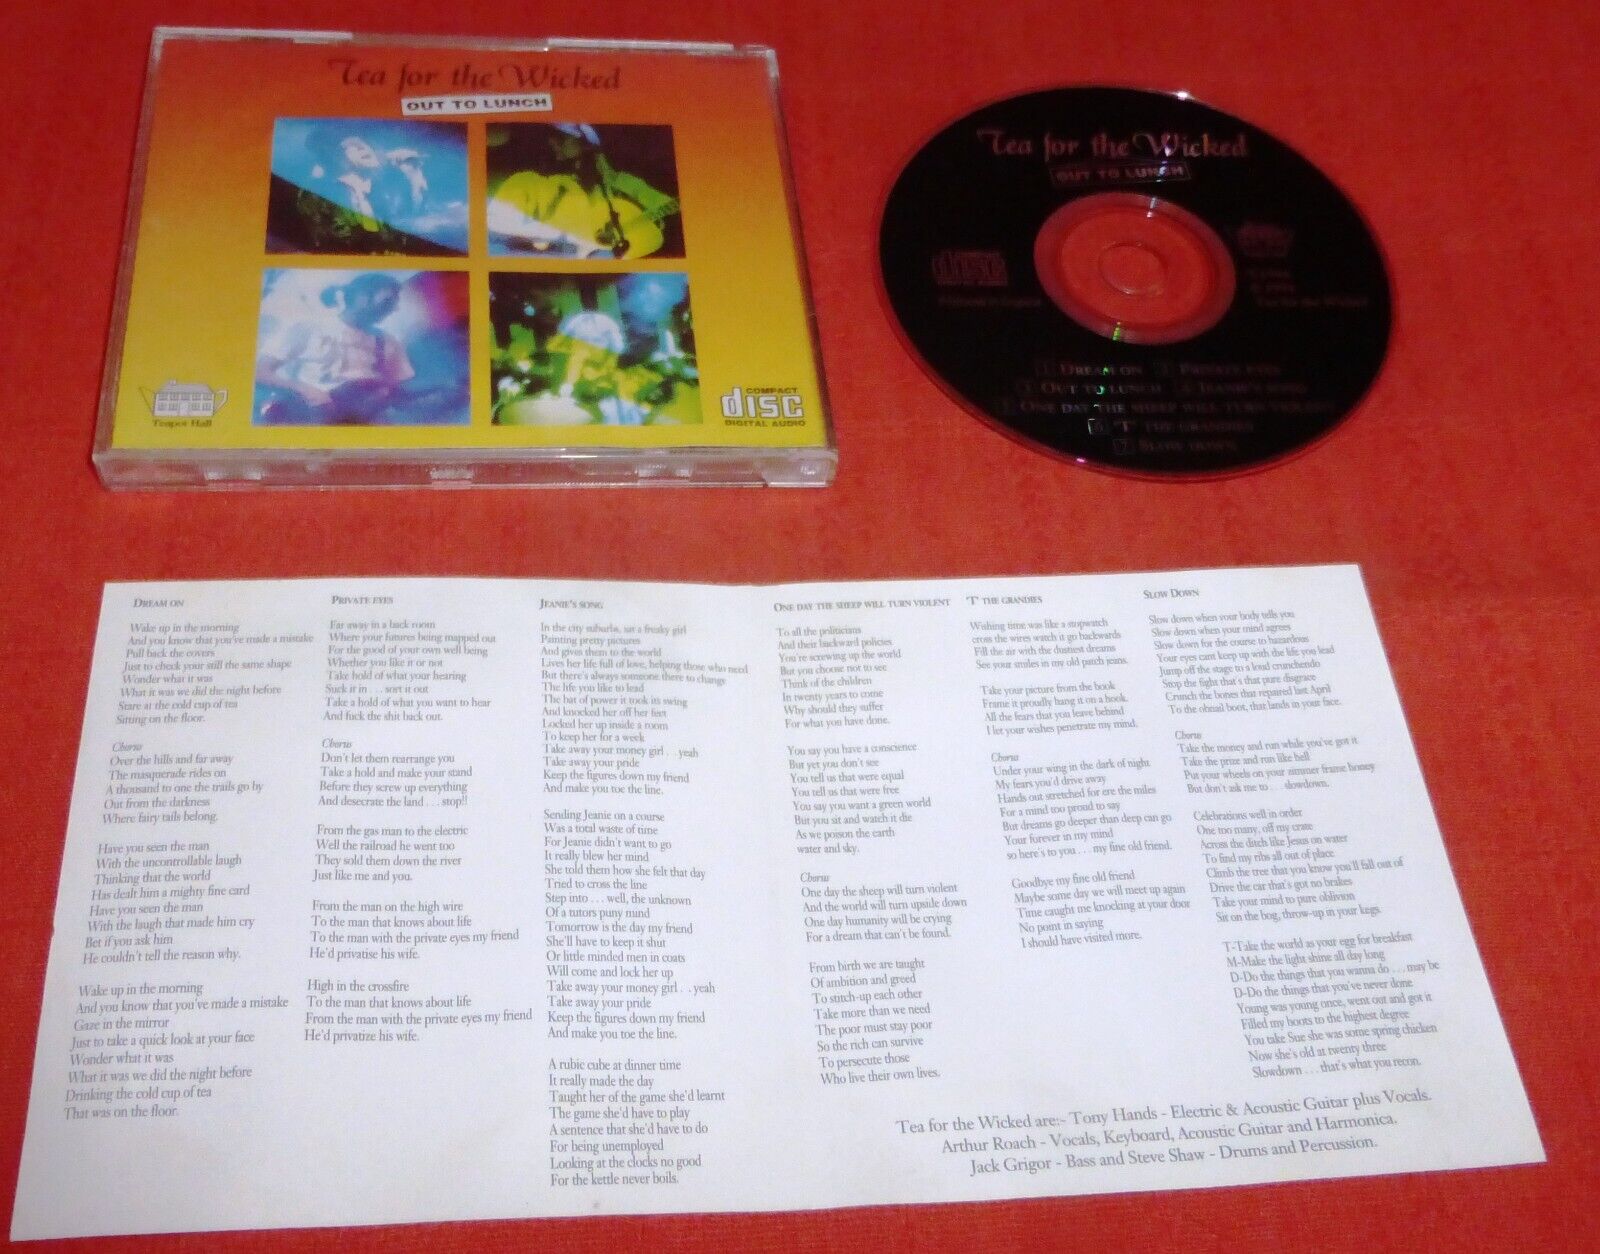 Tea for the Wicked
OUT TO LUNCH
Teapot Hall
COMPACT
disc
DIGITAL AUDIO
Tea for the Wicked
OUT TO LUNCH
disc
DIGITAL AUDIO
Tea for the Wicked
1 DREAM ON 2 PRIVATE EYES
3 OUT TO LUNCH 4 JEANIE'S SONG
5 ONE DAY THE SHEEP WILL TURN VIOLENT
6 'T' THE GRANDIES
7 SLOW DOWN
DREAM ON
Wake up in the morning
And you know that you've made a mistake
Pull back the covers
Just to check your still the same shape
Wonder what it was
What it was we did the night before
Stare at the cold cup of tea
Sitting on the floor.
Chorus
Over the hills and far away
The masquerade rides on
A thousand to one the trails go by
Out from the darkness
Where fairy tails belong.
Have you seen the man
With the uncontrollable laugh
Thinking that the world
Has dealt him a mighty fine card
Have you seen the man
With the laugh that made him cry
Bet if you ask him
He couldn't tell the reason why.
Wake up in the morning
And you know that you've made a mistake
Gaze in the mirror
Just to take a quick look at your face
Wonder what it was
What it was we did the night before
Drinking the cold cup of tea
That was on the floor.
PRIVATE EYES
Far away in a back room
Where your futures being mapped out
For the good of your own well being
Whether you like it or not
Take hold of what your hearing
Suck it in . . . sort it out
Take a hold of what you want to hear
And fuck the shit back out.
Chorus
Don't let them rearrange you
Take a hold and make your stand
Before they screw up everything
And desecrate the land . . . stop!!
From the gas man to the electric
Well the railroad he went too
They sold them down the river
Just like me and you.
From the man on the high wire
To the man that knows about life
To the man with the private eyes my friend
He'd privatise his wife.
High in the crossfire
To the man that knows about life
From the man with the private eyes my friend
He'd privatize his wife.
JEANIE'S SONG
In the city suburbs, sat a freaky girl
Painting pretty pictures
And gives them to the world
Lives her life full of love, helping those who need
But there's always someone there to change
The life you like to lead
The bat of power it took its swing
And knocked her off her feet
Locked her up inside a room
To keep her for a week
Take away your money girl . . yeah
Take away your pride
Keep the figures down my friend
And make you toe the line.
Sending Jeanie on a course
Was a total waste of time
For Jeanie didn't want to go
It really blew her mind
She told them how she felt that day
Tried to cross the line
Step into . . . well, the unknown
Of a tutors puny mind
Tomorrow is the day my friend
She'll have to keep it shut
Or little minded men in coats
Will come and lock her up
Take away your money girl . . yeah
Take away your pride
Keep the figures down my friend
And make you toe the line.
A rubic cube at dinner time
It really made the day
Taught her of the game she'd learnt
The game she'd have to play
A sentence that she'd have to do
For being unemployed
Looking at the clocks no good
For the kettle never boils.
ONE DAY THE SHEEP WILL TURN VIOLENT
To all the politicians
And their backward policies
You're screwing up the world
But you choose not to see
Think of the children
In twenty years to come
Why should they suffer
For what you have done.
You say you have a conscience
But yet you don't see
You tell us that were equal
You tell us that were free
You say you want a green world
But you sit and watch it die
As we poison the earth
water and sky.
Chorus
One day the sheep will turn violent
And the world will turn upside down
One day humanity will be crying
For a dream that can't be found.
From birth we are taught
Of ambition and greed
To stitch-up each other
Take more than we need
The poor must stay poor
So the rich can survive
To persecute those
Who live their own lives.
'T' THE GRANDIES
Wishing time was like a stopwatch
cross the wires watch it go backwards
Fill the air with the dustiest dreams
See your smiles in my old patch jeans.
Take your picture from the book
Frame it proudly hang it on a hook
All the fears that you leave behind
I let your wishes penetrate my mind.
Chorus
Under your wing in the dark of night
My fears you'd drive away
Hands out stretched for ere the miles
For a mind too proud to say
But dreams go deeper than deep can go
Your forever in my mind
so here's to you . . . my fine old friend.
Goodbye my fine old friend
Maybe some day we will meet up again
Time caught me knocking at your door
No point in saying
I should have visited more.
SLOW DOWN
Slow down when your body tells you
Slow down when your mind agrees
Slow down for the course to hazardous
Your eyes cant keep up with the life you lead
Jump off the stage to a loud crunchendo
Stop the fight that's that pure disgrace
Crunch the bones that repaired last April
To the obnail boot, that lands in your face.
Chorus
Take the money and run while you've got it
Take the prize and run like hell
Put your wheels on your zimmer frame honey
But don't ask me to . . . slowdown.
Celebrations well in order
One too many, off my crate
Across the ditch like Jesus on water
To find my ribs all out of place
Climb the tree that you know you'll fall out of
Drive the car that's got no brakes
Take your mind to pure oblivion
Sit on the bog, throw-up in your kegs.
T-Take the world as your egg for breakfast
M-Make the light shine all day long
D-Do the things that you wanna do . . . may be
D-Do the things that you've never done
Young was young once, went out and got it
Filled my boots to the highest degree
You take Sue she was some spring chicken
Now she's old at twenty three
Slowdown . . . that's what you recon.
Tea for the Wicked are:- Tony Hands - Electric & Acoustic Guitar plus Vocals.
Arthur Roach - Vocals, Keyboard, Acoustic Guitar and Harmonica.
Jack Grigor - Bass and Steve Shaw - Drums and Percussion.